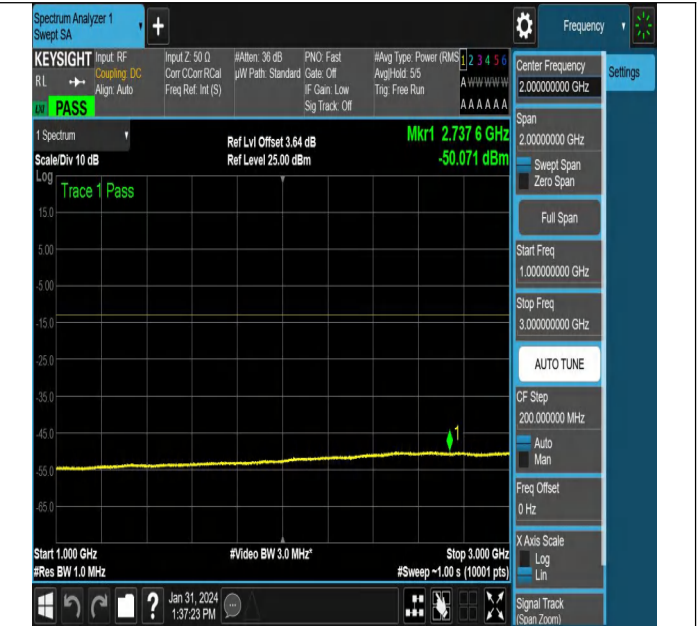 Spectrum Analyzer 1
Swept SA
Frequency
KEYSIGHT
RL
LXI PASS
Input: RF
Coupling: DC
Align: Auto
Input Z: 50 Ω
Corr CCorr RCal
Freq Ref: Int (S)
#Atten: 36 dB
µW Path: Standard
PNO: Fast
Gate: Off
IF Gain: Low
Sig Track: Off
#Avg Type: Power (RMS
Avg|Hold: 5/5
Trig: Free Run
1 2 3 4 5 6
A W W W W W
A A A A A A
1 Spectrum
Scale/Div 10 dB
Ref Lvl Offset 3.64 dB
Ref Level 25.00 dBm
Mkr1 2.737 6 GHz
-50.071 dBm
Log
Trace 1 Pass
15.0
5.00
-5.00
-15.0
-25.0
-35.0
-45.0
-55.0
-65.0
1
Start 1.000 GHz
#Video BW 3.0 MHz*
Stop 3.000 GHz
#Res BW 1.0 MHz
#Sweep ~1.00 s (10001 pts)
Jan 31, 2024
1:37:23 PM
Center Frequency
2.000000000 GHz
Settings
Span
2.00000000 GHz
Swept Span
Zero Span
Full Span
Start Freq
1.000000000 GHz
Stop Freq
3.000000000 GHz
AUTO TUNE
CF Step
200.000000 MHz
Auto
Man
Freq Offset
0 Hz
X Axis Scale
Log
Lin
Signal Track
(Span Zoom)